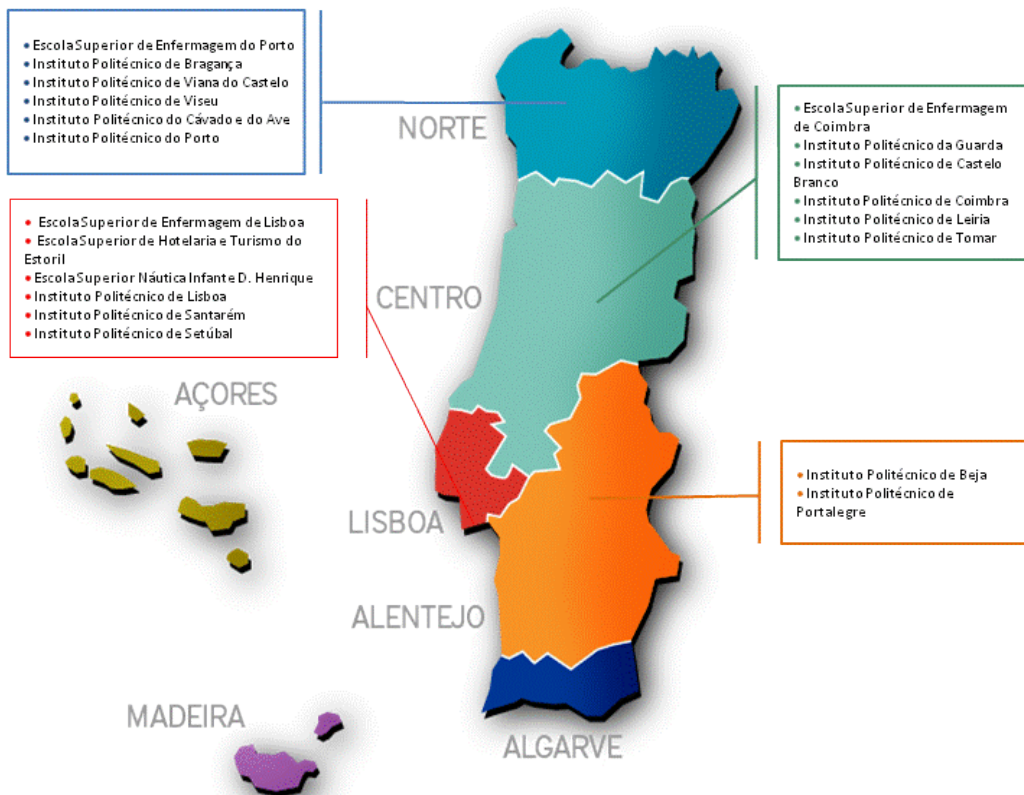 • Escola Superior de Enfermagem do Porto
• Instituto Politécnico de Bragança
• Instituto Politécnico de Viana do Castelo
• Instituto Politécnico de Viseu
• Instituto Politécnico do Cávado e do Ave
• Instituto Politécnico do Porto
NORTE
• Escola Superior de Enfermagem
de Coimbra
• Instituto Politécnico da Guarda
• Instituto Politécnico de Castelo
Branco
• Instituto Politécnico de Coimbra
• Instituto Politécnico de Leiria
• Instituto Politécnico de Tomar
• Escola Superior de Enfermagem de Lisboa
• Escola Superior de Hotelaria e Turismo do
Estoril
• Escola Superior Náutica Infante D. Henrique
• Instituto Politécnico de Lisboa
• Instituto Politécnico de Santarém
• Instituto Politécnico de Setúbal
CENTRO
AÇORES
• Instituto Politécnico de Beja
• Instituto Politécnico de
Portalegre
LISBOA
ALENTEJO
MADEIRA
ALGARVE